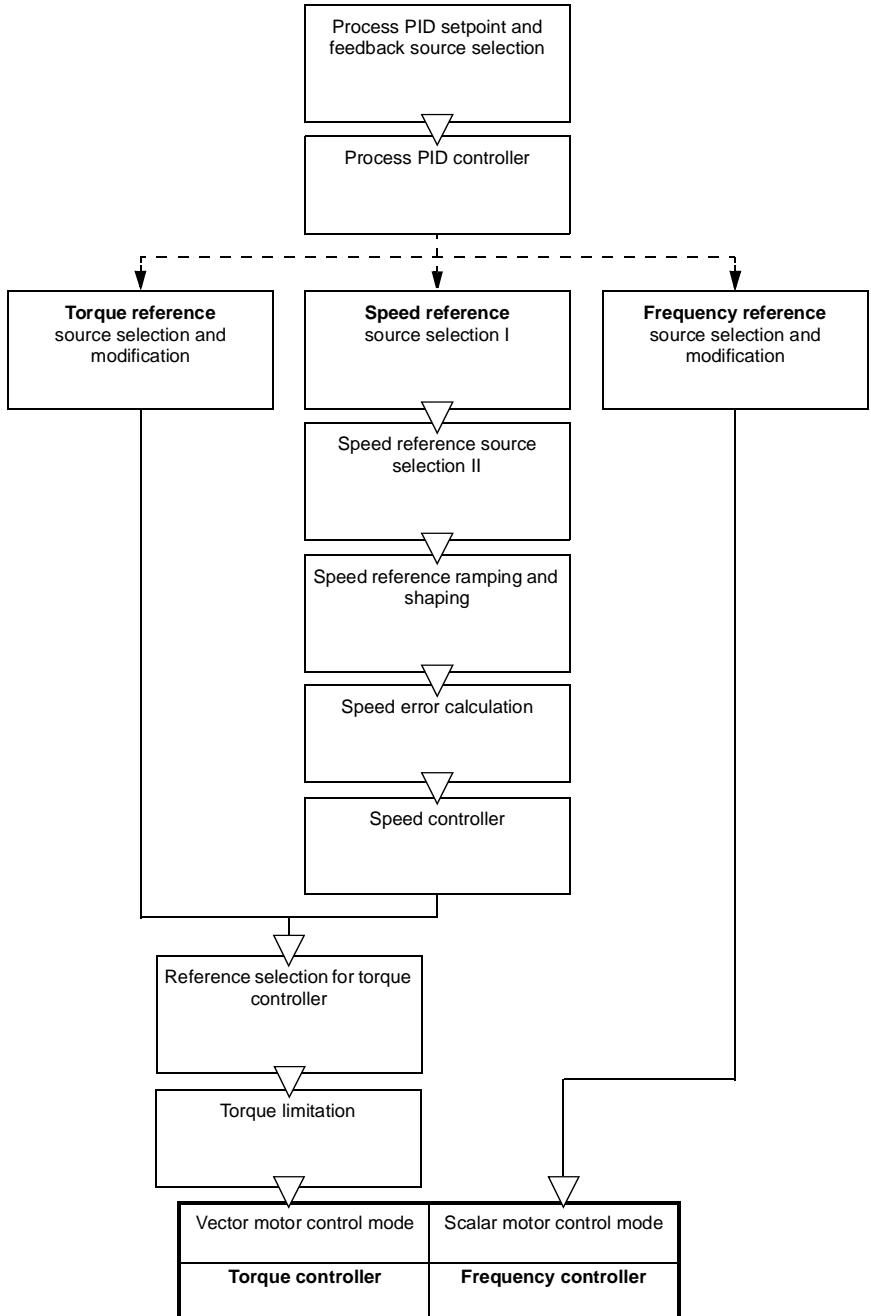 Process PID setpoint and
feedback source selection
Process PID controller
Torque reference
source selection and
modification
Speed reference
source selection I
Frequency reference
source selection and
modification
Speed reference source
selection II
Speed reference ramping and
shaping
Speed error calculation
Speed controller
Reference selection for torque
controller
Torque limitation
Vector motor control mode
Scalar motor control mode
Torque controller
Frequency controller